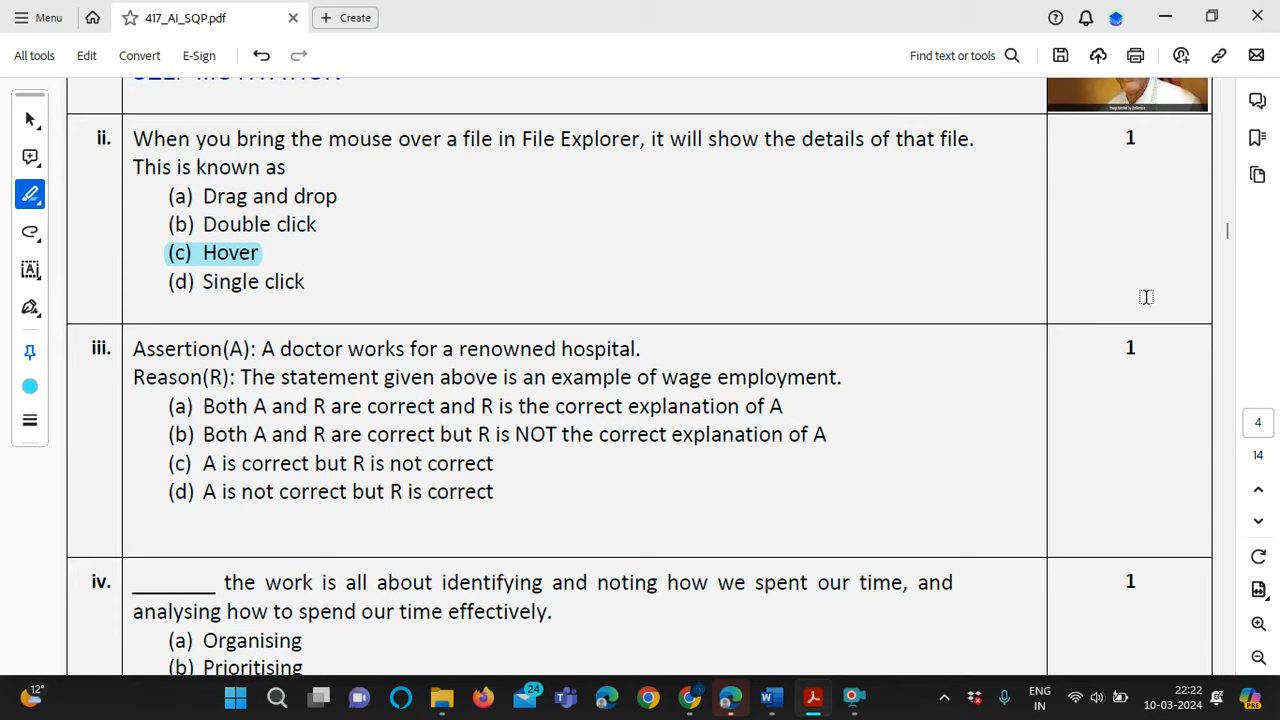 Menu
417_AI_SQP.pdf
Create
All tools
Edit
Convert
E-Sign
Find text or tools
SELF-MOTIVATION
ii.
When you bring the mouse over a file in File Explorer, it will show the details of that file.
This is known as
(a) Drag and drop
(b) Double click
(c) Hover
(d) Single click
1
iii.
Assertion(A): A doctor works for a renowned hospital.
Reason(R): The statement given above is an example of wage employment.
(a) Both A and R are correct and R is the correct explanation of A
(b) Both A and R are correct but R is NOT the correct explanation of A
(c) A is correct but R is not correct
(d) A is not correct but R is correct
1
iv.
________ the work is all about identifying and noting how we spent our time, and
analysing how to spend our time effectively.
(a) Organising
(b) Prioritising
1
4
14
12°
24
ENG
IN
22:22
10-03-2024
PRE